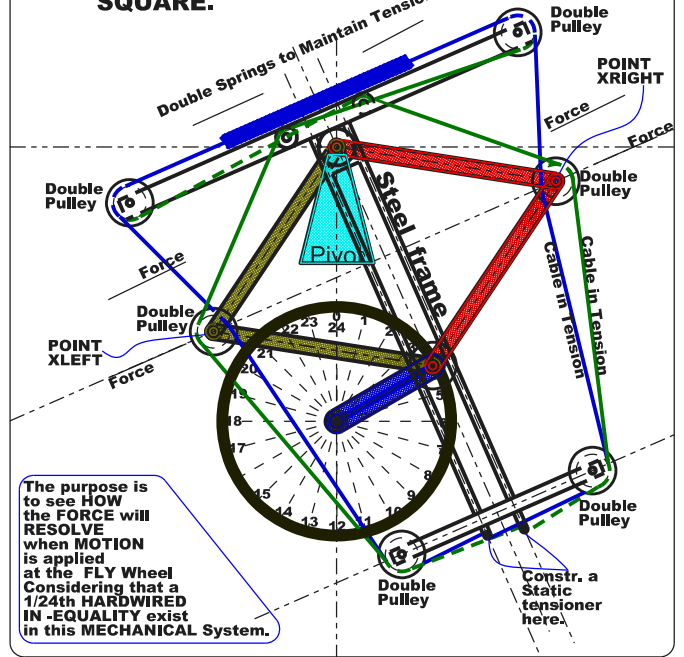 SQUARE.
Double Springs to Maintain Tension
Double
Pulley
POINT
XRIGHT
Force
Force
Double
Pulley
Double
Pulley
Steel frame
Pivot
Force
Cable in Tension
Cable in Tension
Double
Pulley
POINT
XLEFT
Force
0
24
1
23
22
21
20
19
18
17
16
15
14
13
12
11
10
9
8
7
5
The purpose is
to see HOW
the FORCE will
RESOLVE
when MOTION
is applied
at the FLY Wheel
Considering that a
1/24th HARDWIRED
IN -EQUALITY exist
in this MECHANICAL System.
Double
Pulley
Double
Pulley
Constr. a
Static
tensioner
here.